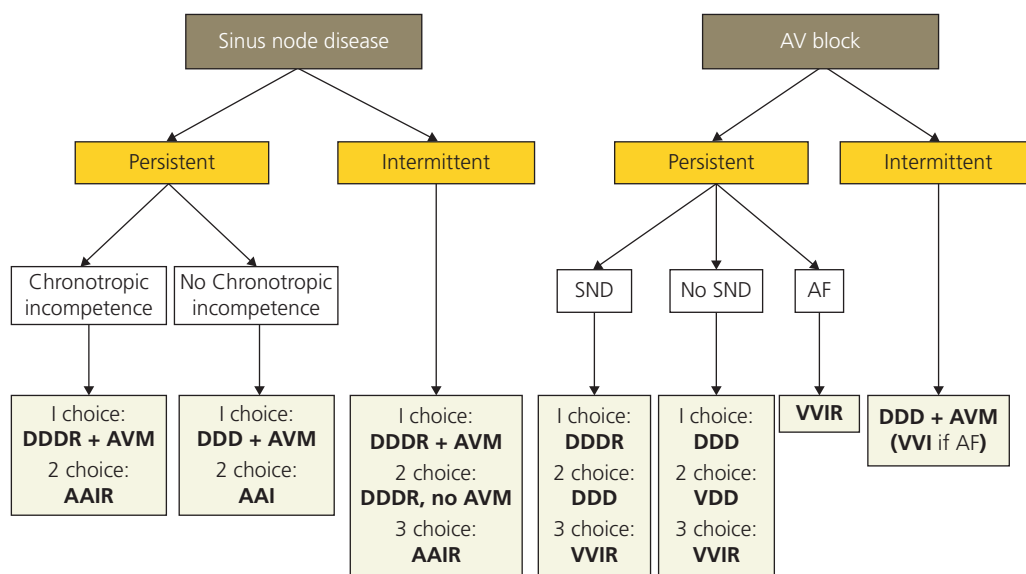 Sinus node disease
AV block
Persistent
Intermittent
Persistent
Intermittent
Chronotropic
incompetence
No Chronotropic
incompetence
SND
No SND
AF
I choice:
DDDR + AVM
2 choice:
AAIR
I choice:
DDD + AVM
2 choice:
AAI
I choice:
DDDR + AVM
2 choice:
DDDR, no AVM
3 choice:
AAIR
I choice:
DDDR
2 choice:
DDD
3 choice:
VVIR
I choice:
DDD
2 choice:
VDD
3 choice:
VVIR
VVIR
DDD + AVM
(VVI if AF)